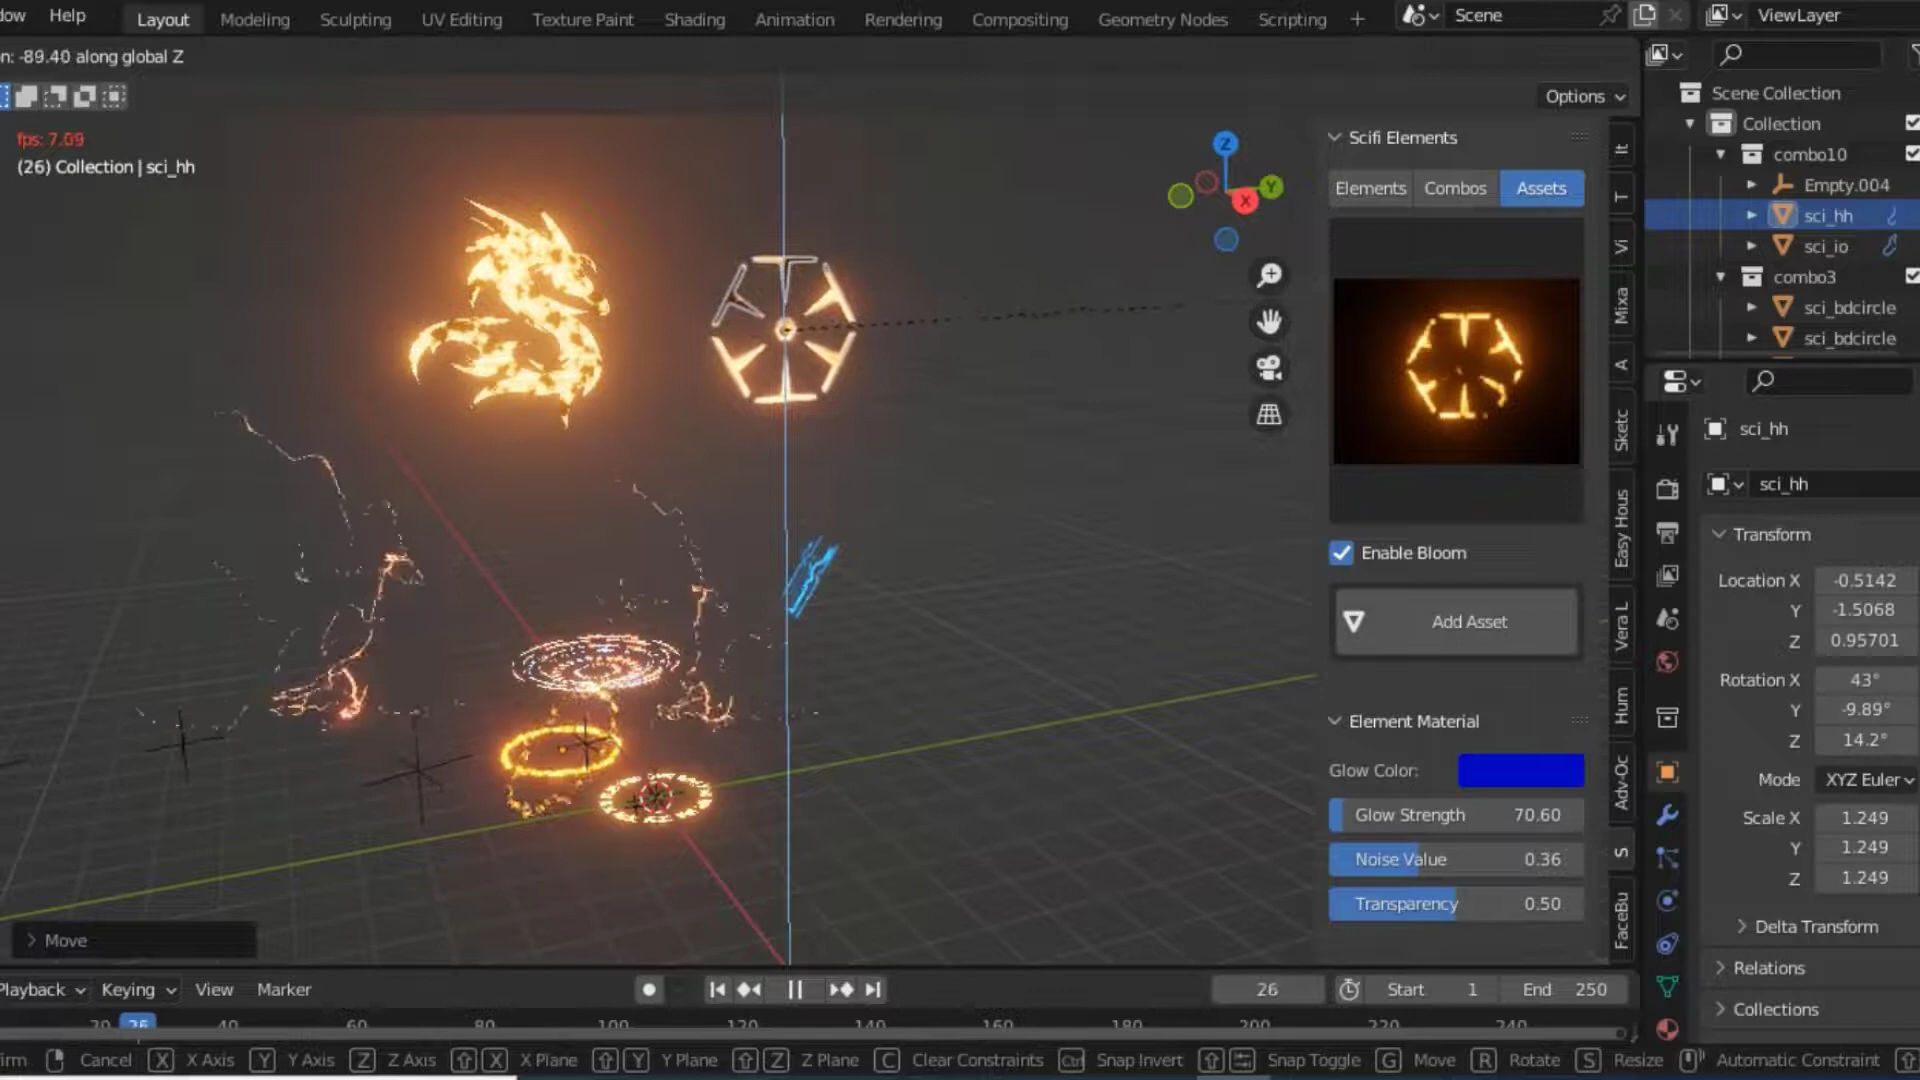 Help
Layout Modeling Sculpting UV Editing Texture Paint Shading Animation Rendering Compositing Geometry Nodes Scripting +
Scene
ViewLayer
-89.40 along global Z
Options
fps: 7.09
(26) Collection | sci_hh
Z
Y
X
Scifi Elements
Elements Combos Assets
Enable Bloom
Add Asset
Element Material
Glow Color:
Glow Strength 70.60
Noise Value 0.36
Transparency 0.50
It
T
Vi
Mixa
A
Sketc
Easy Hous
Vera L
Hum
Adv-Oc
S
FaceBu
Scene Collection
Collection
combo10
Empty.004
sci_hh
sci_io
combo3
sci_bdcircle
sci_bdcircle
sci_hh
sci_hh
Transform
Location X -0.5142
Y -1.5068
Z 0.95701
Rotation X 43°
Y -9.89°
Z 14.2°
Mode XYZ Euler
Scale X 1.249
Y 1.249
Z 1.249
Delta Transform
Relations
Collections
Move
Playback Keying View Marker
26
Start 1 End 250
26 40 60 80 100 120 140 160 180 200 220 240
Cancel X X Axis Y Y Axis Z Z Axis X X Plane Y Y Plane Z Z Plane C Clear Constraints Ctrl Snap Invert Snap Toggle G Move R Rotate S Resize Automatic Constraint